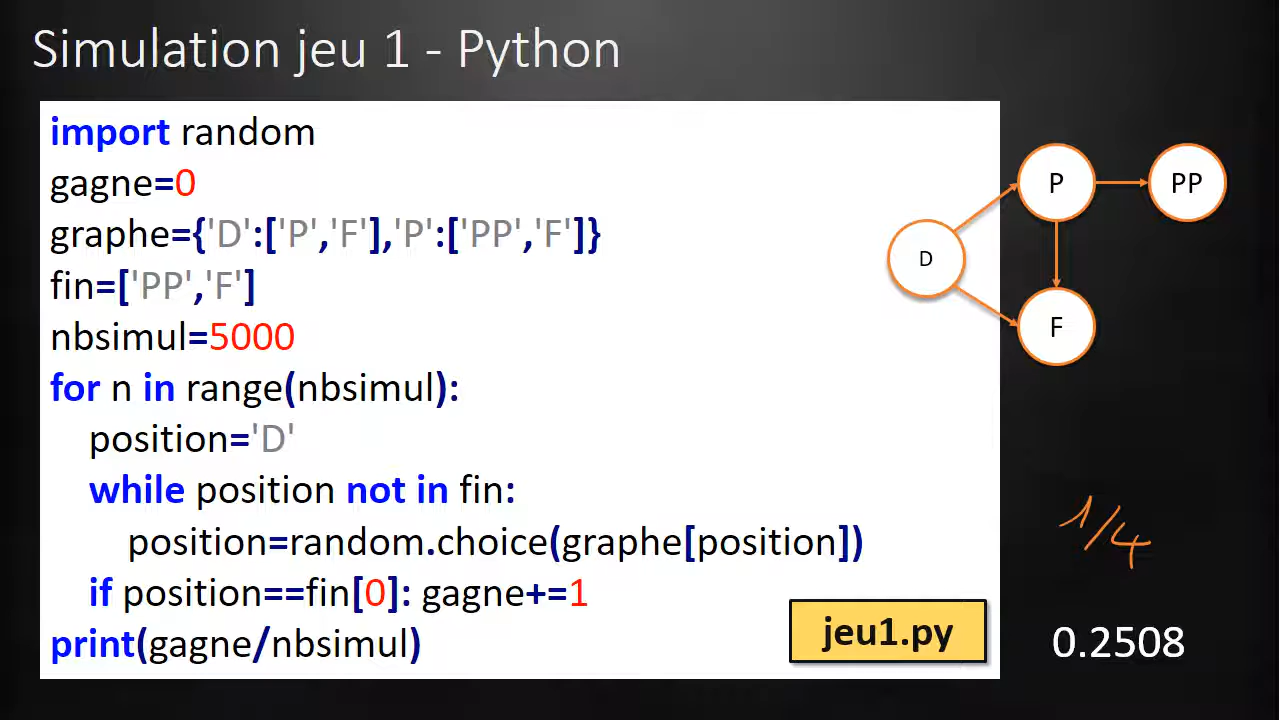 Simulation jeu 1 - Python
import random
gagne=0
graphe={'D':['P','F'],'P':['PP','F']}
fin=['PP','F']
nbsimul=5000
for n in range(nbsimul):
    position='D'
    while position not in fin:
        position=random.choice(graphe[position])
    if position==fin[0]: gagne+=1
print(gagne/nbsimul)
jeu1.py
P
PP
D
F
1/4
0.2508